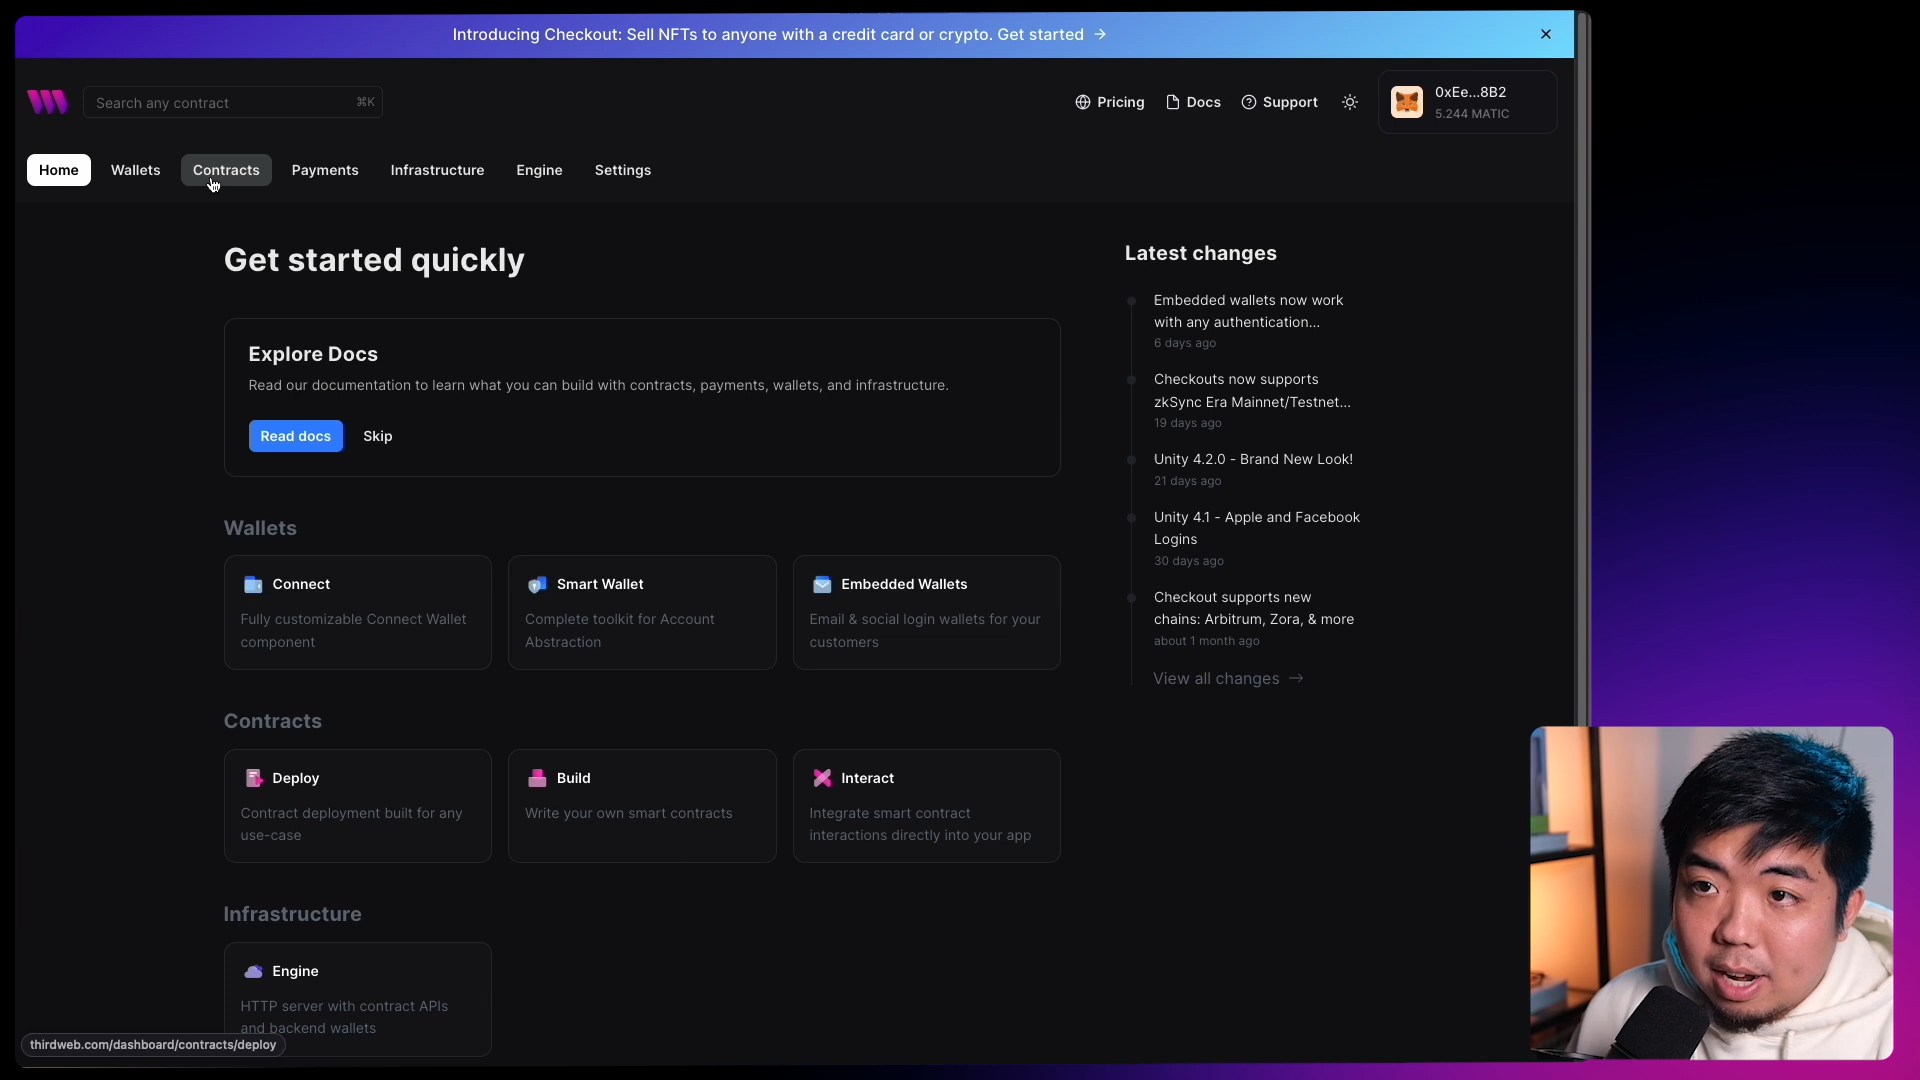 Introducing Checkout: Sell NFTs to anyone with a credit card or crypto. Get started →
Search any contract ⌘K
Pricing
Docs
Support
0xEe...8B2
5.244 MATIC
Home
Wallets
Contracts
Payments
Infrastructure
Engine
Settings
Get started quickly
Explore Docs
Read our documentation to learn what you can build with contracts, payments, wallets, and infrastructure.
Read docs
Skip
Wallets
Connect
Fully customizable Connect Wallet
component
Smart Wallet
Complete toolkit for Account
Abstraction
Embedded Wallets
Email & social login wallets for your
customers
Contracts
Deploy
Contract deployment built for any
use-case
Build
Write your own smart contracts
Interact
Integrate smart contract
interactions directly into your app
Infrastructure
Engine
HTTP server with contract APIs
and backend wallets
Latest changes
Embedded wallets now work
with any authentication...
6 days ago
Checkouts now supports
zkSync Era Mainnet/Testnet...
19 days ago
Unity 4.2.0 - Brand New Look!
21 days ago
Unity 4.1 - Apple and Facebook
Logins
30 days ago
Checkout supports new
chains: Arbitrum, Zora, & more
about 1 month ago
View all changes →
thirdweb.com/dashboard/contracts/deploy